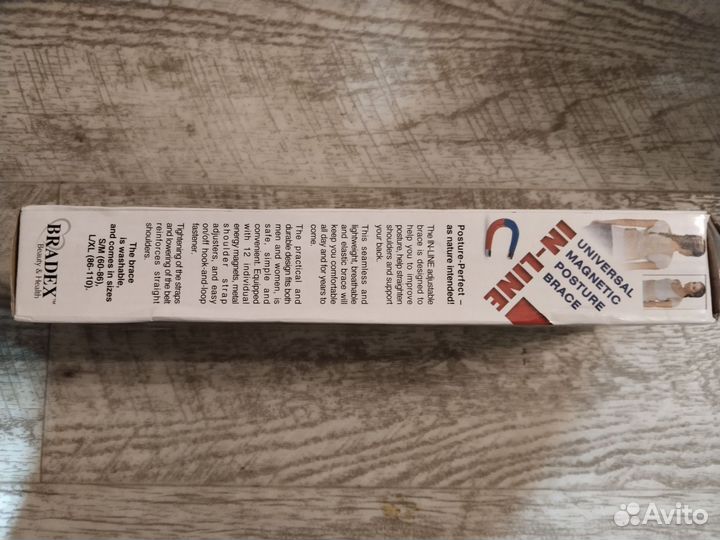 UNIVERSAL
MAGNETIC
POSTURE
BRACE
IN-LINE
Posture-Perfect –
as nature intended!
The IN-LINE adjustable
brace is designed to
help you to improve
posture, help straighten
shoulders and support
your back.
This seamless and
lightweight, breathable
and elastic brace will
keep you comfortable
all day and for years to
come.
The practical and
durable design fits both
men and women, is
safe, simple and
convenient. Equipped
with 12 individual
energy magnets, metal
shoulder strap
adjusters, and easy
on/off hook-and-loop
fastener.
Tightening of the straps
and lowering of the belt
reinforces straight
shoulders.
The brace
is washable,
and comes in sizes
S/M (60-86),
L/XL (86-110).
BRADEX™
Beauty & Health
Avito